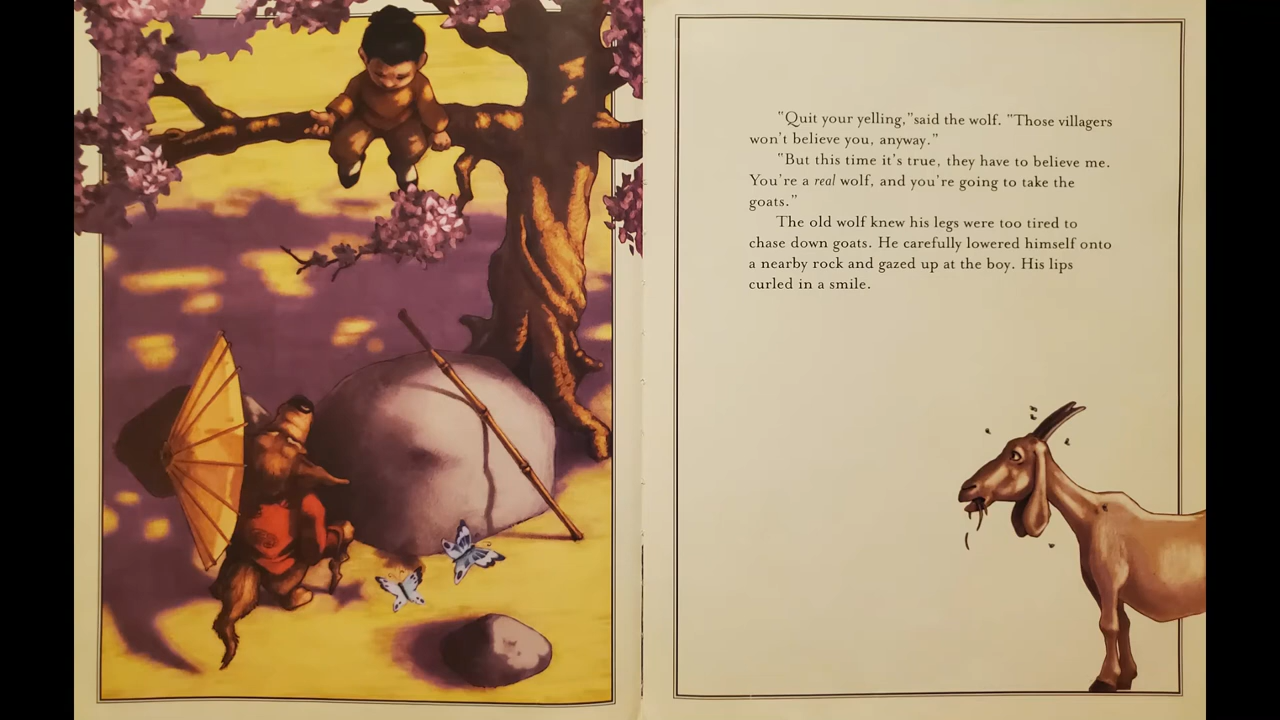 "Quit your yelling,"said the wolf. "Those villagers
won't believe you, anyway."
"But this time it's true, they have to believe me.
You're a real wolf, and you're going to take the
goats."
The old wolf knew his legs were too tired to
chase down goats. He carefully lowered himself onto
a nearby rock and gazed up at the boy. His lips
curled in a smile.